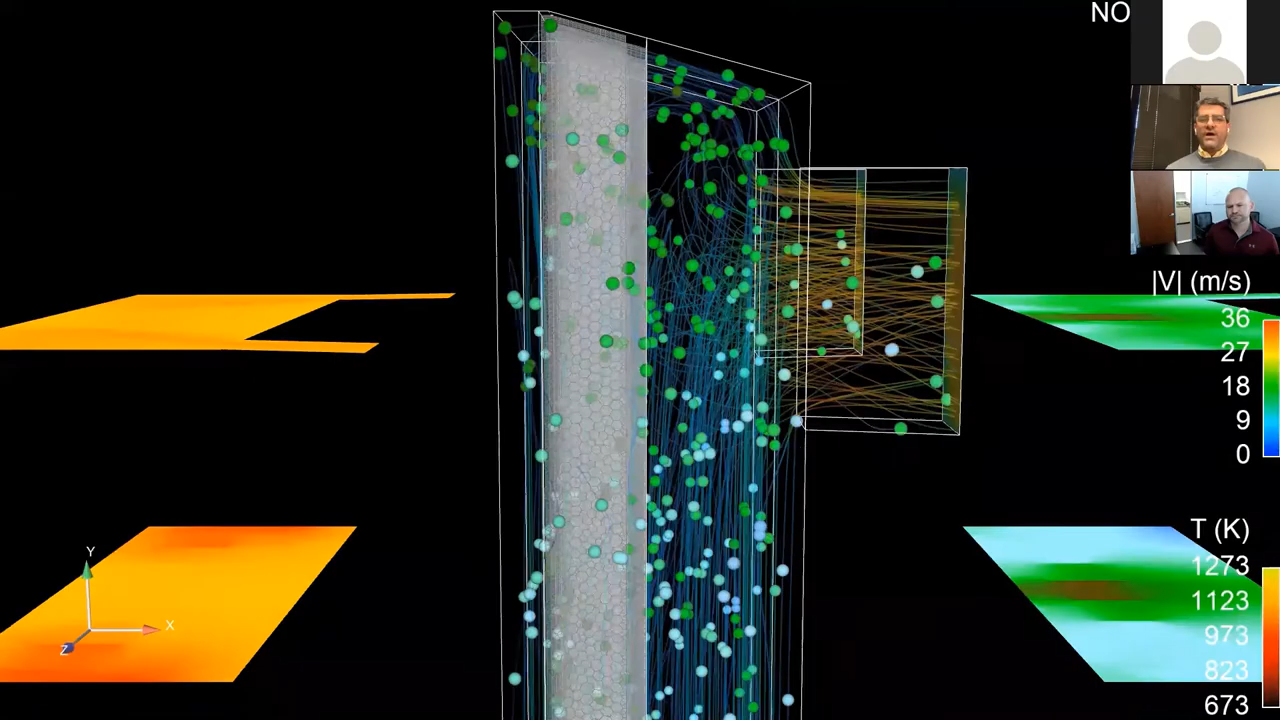 NO
|V| (m/s)
36
27
18
9
0
T (K)
1273
1123
973
823
673
Y
X
Z